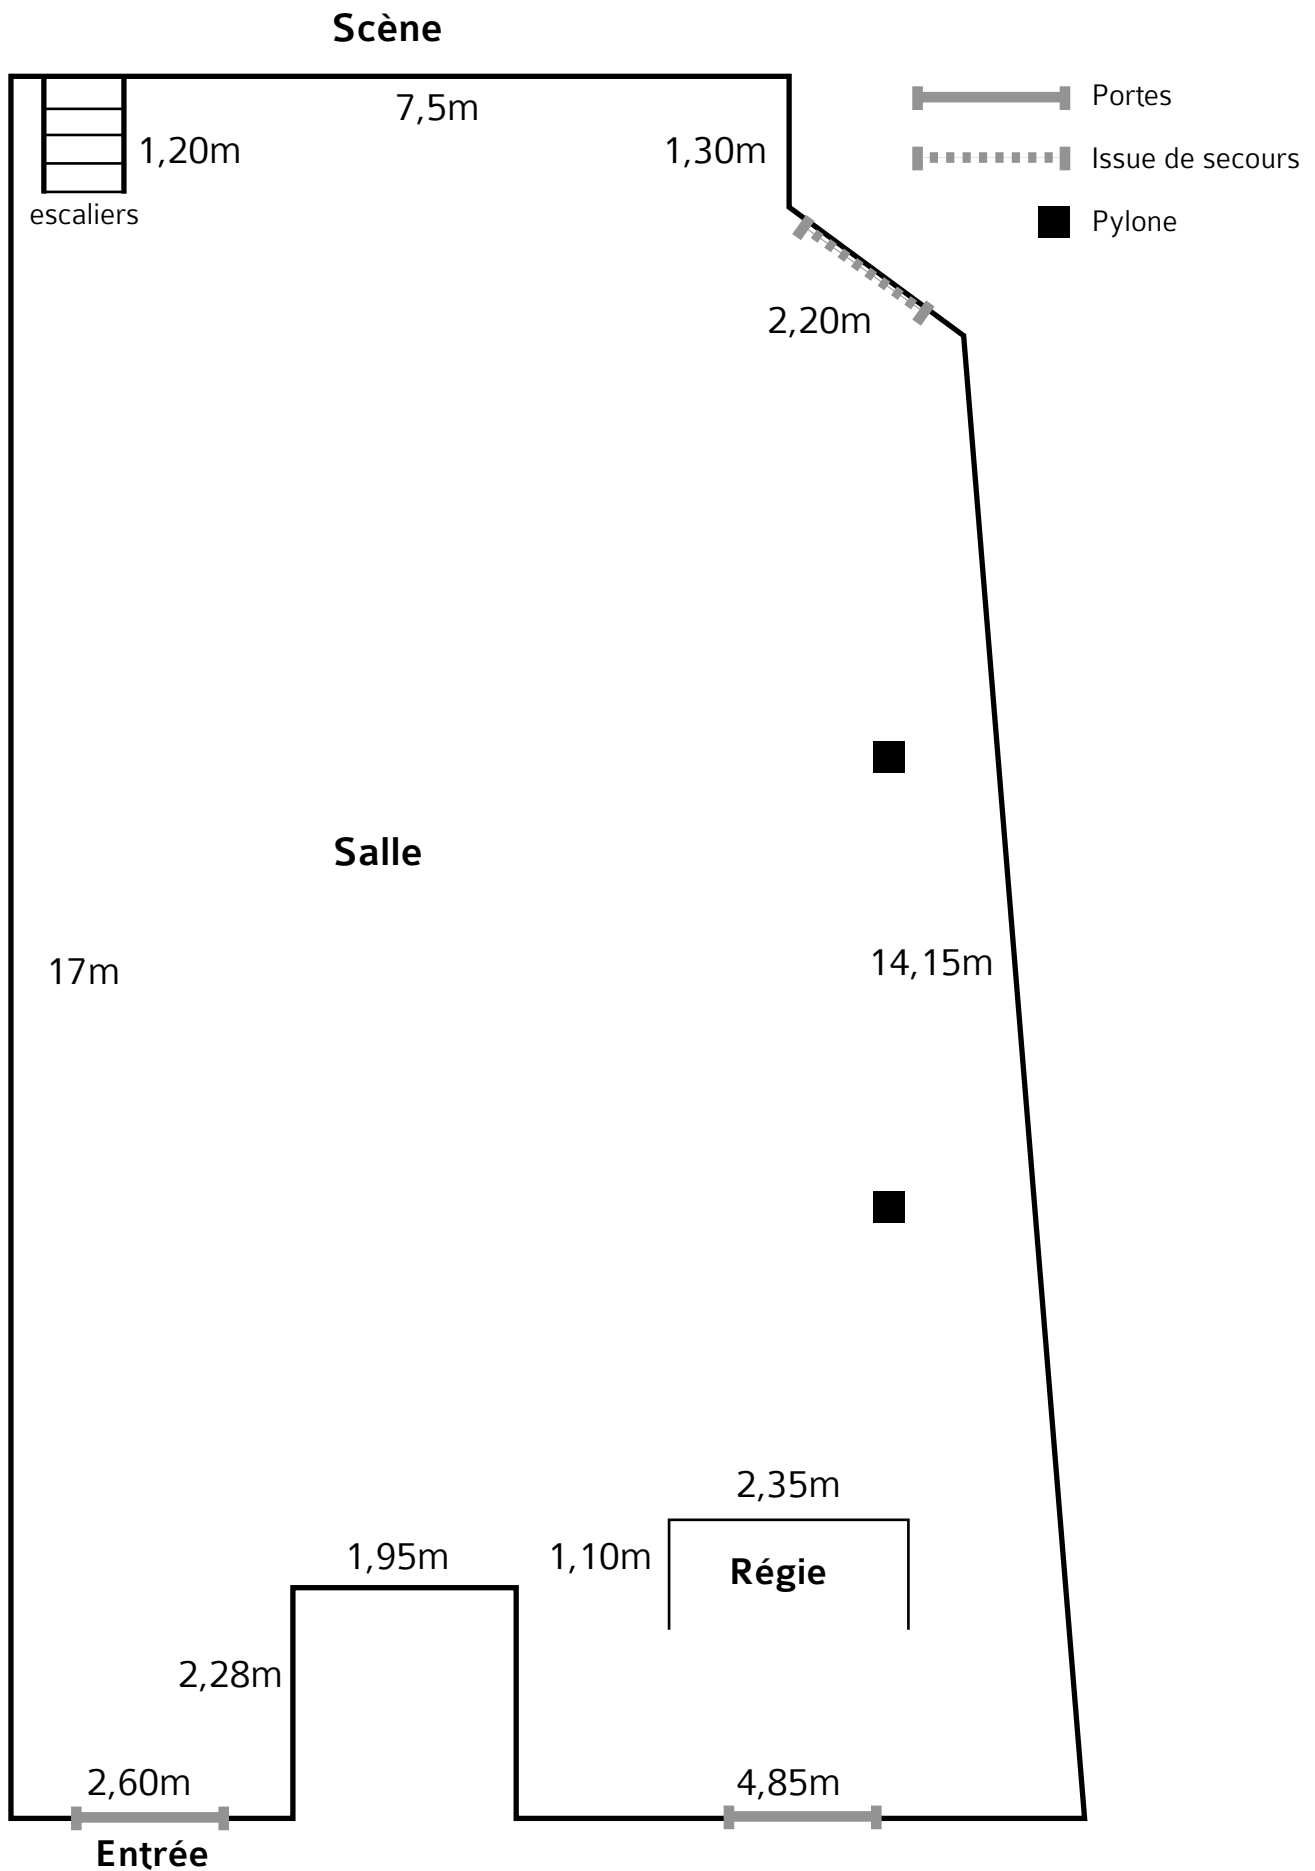 Scène
7,5m
1,20m
1,30m
escaliers
Portes
Issue de secours
Pylone
2,20m
Salle
17m
14,15m
2,35m
1,95m
1,10m
Régie
2,28m
2,60m
4,85m
Entrée